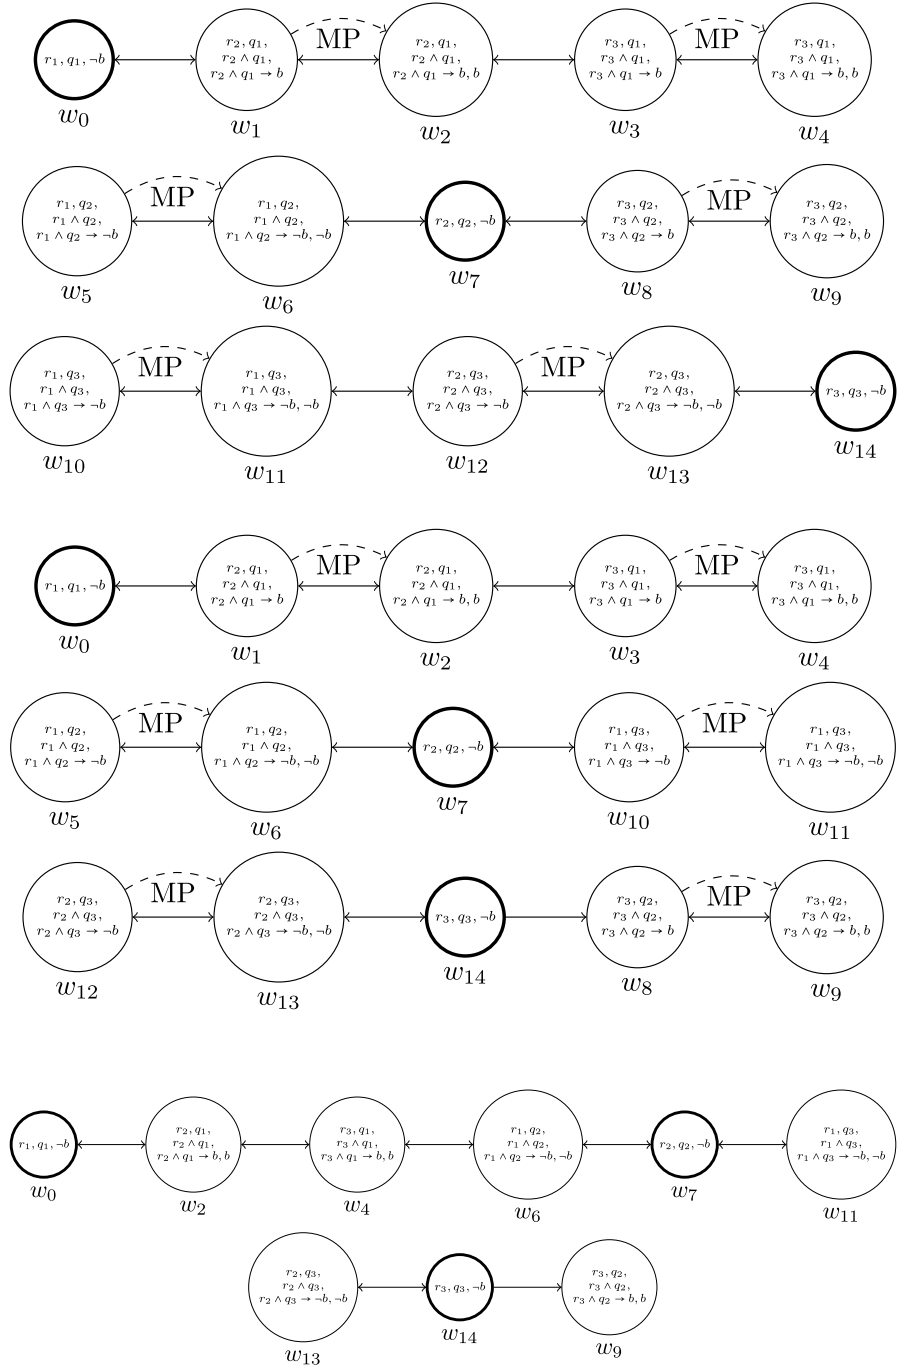 r₁, q₁, ¬b
r₂, q₁,
r₂ ∧ q₁,
r₂ ∧ q₁ → b
MP
r₂, q₁,
r₂ ∧ q₁,
r₂ ∧ q₁ → b, b
r₃, q₁,
r₃ ∧ q₁,
r₃ ∧ q₁ → b
MP
r₃, q₁,
r₃ ∧ q₁,
r₃ ∧ q₁ → b, b
w₀
w₁
w₂
w₃
w₄
r₁, q₂,
r₁ ∧ q₂,
r₁ ∧ q₂ → ¬b
MP
r₁, q₂,
r₁ ∧ q₂,
r₁ ∧ q₂ → ¬b, ¬b
r₂, q₂, ¬b
r₃, q₂,
r₃ ∧ q₂,
r₃ ∧ q₂ → b
MP
r₃, q₂,
r₃ ∧ q₂,
r₃ ∧ q₂ → b, b
w₅
w₆
w₇
w₈
w₉
r₁, q₃,
r₁ ∧ q₃,
r₁ ∧ q₃ → ¬b
MP
r₁, q₃,
r₁ ∧ q₃,
r₁ ∧ q₃ → ¬b, ¬b
r₂, q₃,
r₂ ∧ q₃,
r₂ ∧ q₃ → ¬b
MP
r₂, q₃,
r₂ ∧ q₃,
r₂ ∧ q₃ → ¬b, ¬b
r₃, q₃, ¬b
w₁₀
w₁₁
w₁₂
w₁₃
w₁₄
r₁, q₁, ¬b
r₂, q₁,
r₂ ∧ q₁,
r₂ ∧ q₁ → b
MP
r₂, q₁,
r₂ ∧ q₁,
r₂ ∧ q₁ → b, b
r₃, q₁,
r₃ ∧ q₁,
r₃ ∧ q₁ → b
MP
r₃, q₁,
r₃ ∧ q₁,
r₃ ∧ q₁ → b, b
w₀
w₁
w₂
w₃
w₄
r₁, q₂,
r₁ ∧ q₂,
r₁ ∧ q₂ → ¬b
MP
r₁, q₂,
r₁ ∧ q₂,
r₁ ∧ q₂ → ¬b, ¬b
r₂, q₂, ¬b
r₁, q₃,
r₁ ∧ q₃,
r₁ ∧ q₃ → ¬b
MP
r₁, q₃,
r₁ ∧ q₃,
r₁ ∧ q₃ → ¬b, ¬b
w₅
w₆
w₇
w₁₀
w₁₁
r₂, q₃,
r₂ ∧ q₃,
r₂ ∧ q₃ → ¬b
MP
r₂, q₃,
r₂ ∧ q₃,
r₂ ∧ q₃ → ¬b, ¬b
r₃, q₃, ¬b
r₃, q₂,
r₃ ∧ q₂,
r₃ ∧ q₂ → b
MP
r₃, q₂,
r₃ ∧ q₂,
r₃ ∧ q₂ → b, b
w₁₂
w₁₃
w₁₄
w₈
w₉
r₁, q₁, ¬b
r₂, q₁,
r₂ ∧ q₁,
r₂ ∧ q₁ → b, b
r₃, q₁,
r₃ ∧ q₁,
r₃ ∧ q₁ → b, b
r₁, q₂,
r₁ ∧ q₂,
r₁ ∧ q₂ → ¬b, ¬b
r₂, q₂, ¬b
r₁, q₃,
r₁ ∧ q₃,
r₁ ∧ q₃ → ¬b, ¬b
w₀
w₂
w₄
w₆
w₇
w₁₁
r₂, q₃,
r₂ ∧ q₃,
r₂ ∧ q₃ → ¬b, ¬b
r₃, q₃, ¬b
r₃, q₂,
r₃ ∧ q₂,
r₃ ∧ q₂ → b, b
w₁₃
w₁₄
w₉